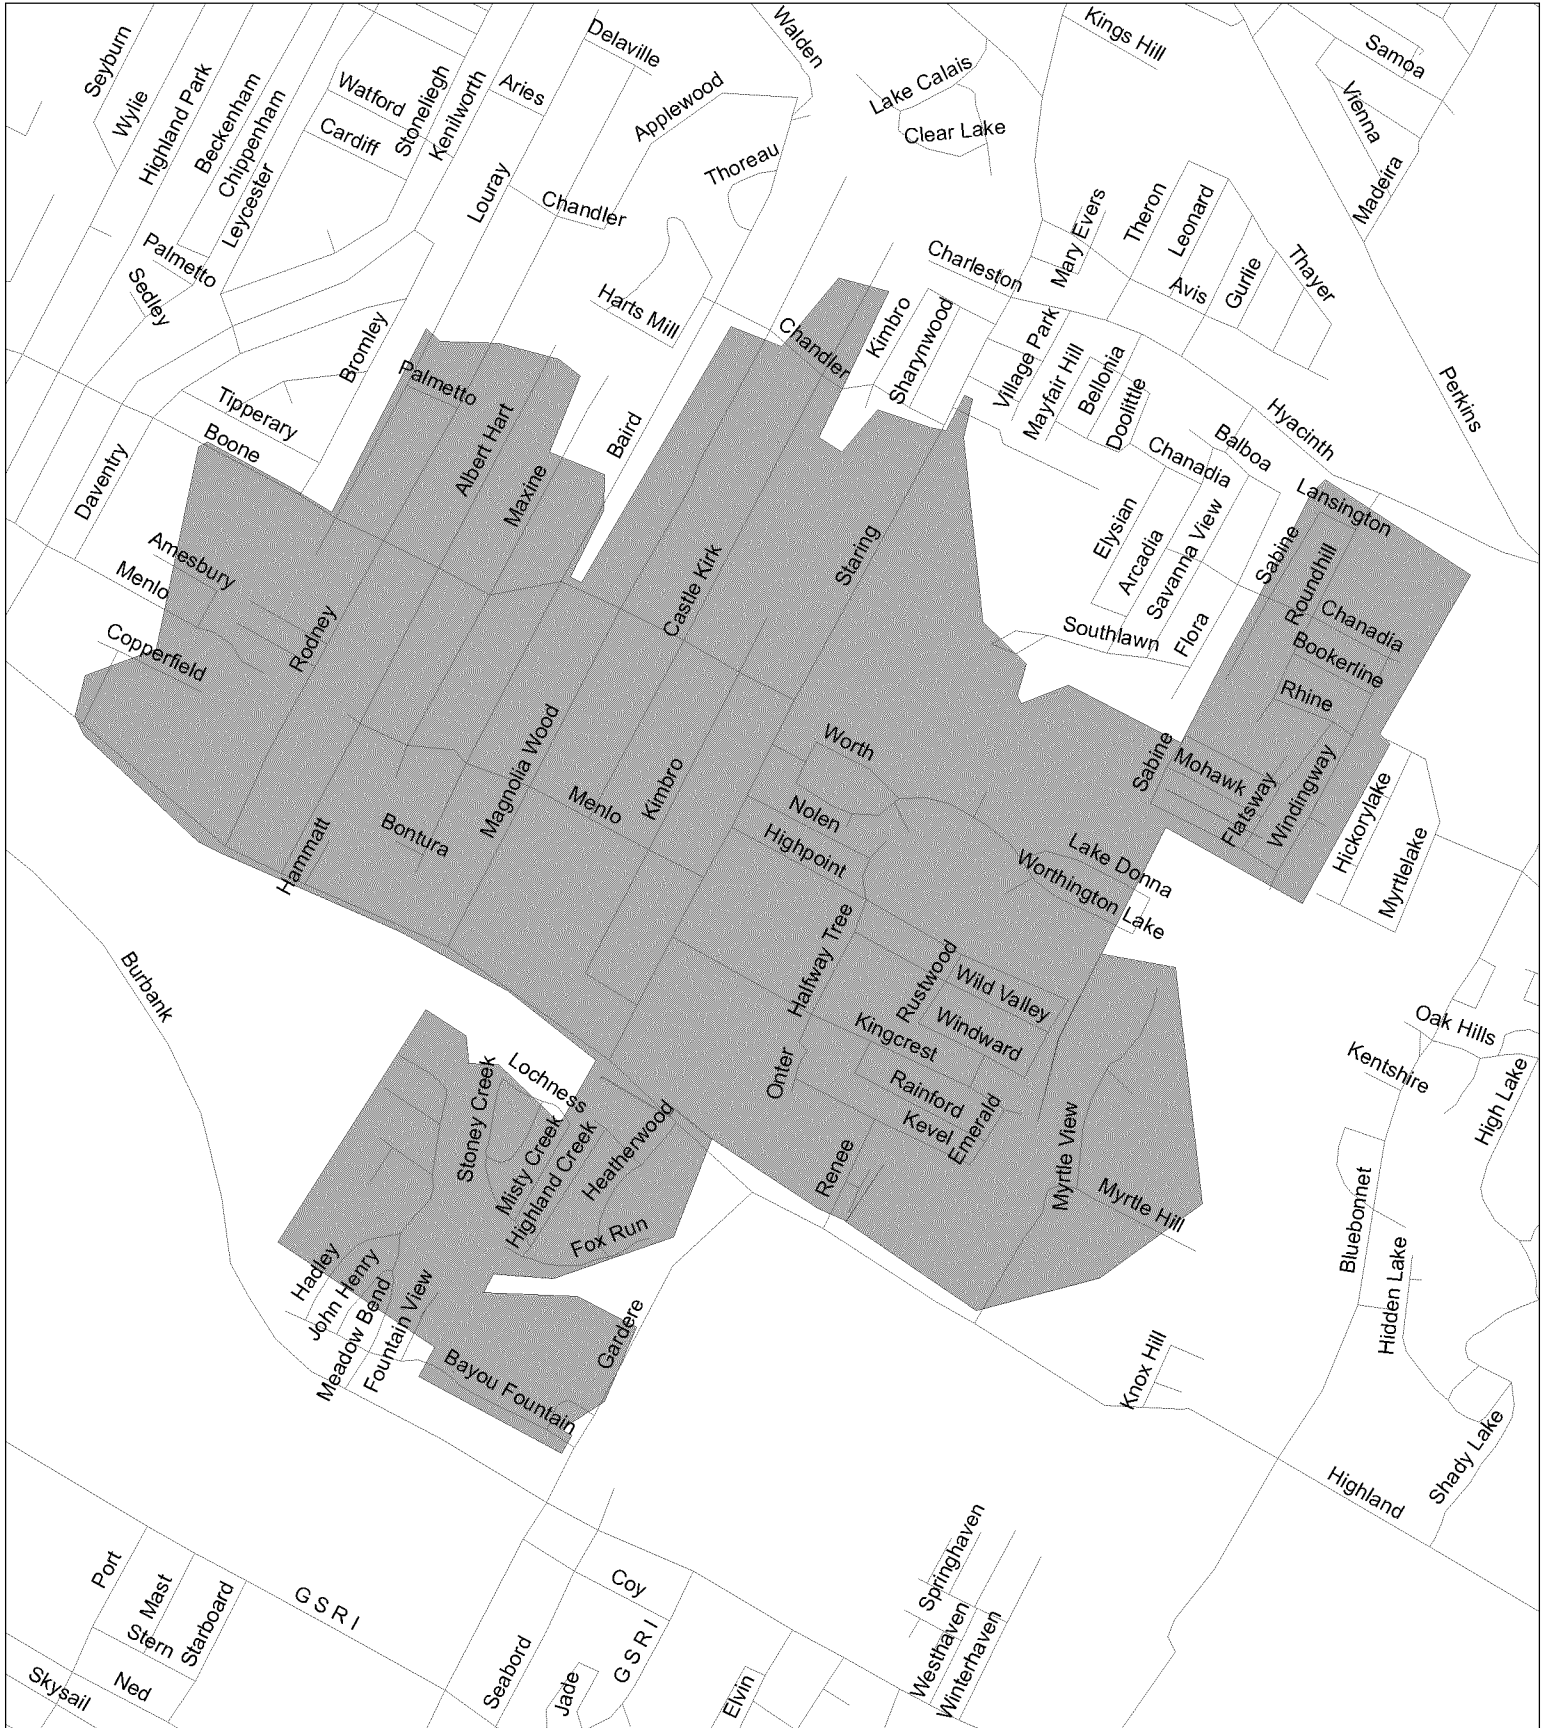 Seyburn
Wylie
Highland Park
Beckenham
Chippenham
Leycester
Watford
Cardiff
Stoneliegh
Kenilworth
Aries
Delaville
Applewood
Walden
Thoreau
Louray
Chandler
Lake Calais
Clear Lake
Kings Hill
Samoa
Vienna
Madeira
Palmetto
Sedley
Harts Mill
Charleston
Mary Evers
Theron
Leonard
Avis
Gurlie
Thayer
Bromley
Palmetto
Chandler
Kimbro
Sharynwood
Village Park
Mayfair Hill
Bellonia
Doolittle
Perkins
Hyacinth
Balboa
Chanadia
Tipperary
Boone
Daventry
Albert Hart
Maxine
Baird
Staring
Castle Kirk
Elysian
Arcadia
Savanna View
Flora
Southlawn
Sabine
Lansington
Roundhill
Chanadia
Bookerline
Rhine
Amesbury
Menlo
Copperfield
Rodney
Magnolia Wood
Kimbro
Menlo
Bontura
Hammatt
Worth
Nolen
Highpoint
Sabine
Mohawk
Flatsway
Windingway
Hickorylake
Myrtlelake
Lake Donna
Worthington Lake
Halfway Tree
Rustwood
Wild Valley
Windward
Kingcrest
Rainford
Kevel
Emerald
Onter
Renee
Myrtle View
Myrtle Hill
Burbank
Lochness
Stoney Creek
Misty Creek
Highland Creek
Heatherwood
Fox Run
Hadley
John Henry
Meadow Bend
Fountain View
Bayou Fountain
Gardere
Oak Hills
Kentshire
High Lake
Bluebonnet
Hidden Lake
Knox Hill
Shady Lake
Highland
Port
Mast
Stern
Starboard
Skysail
Ned
G S R I
Seabord
Coy
G S R I
Jade
Elvin
Springhaven
Westhaven
Winterhaven